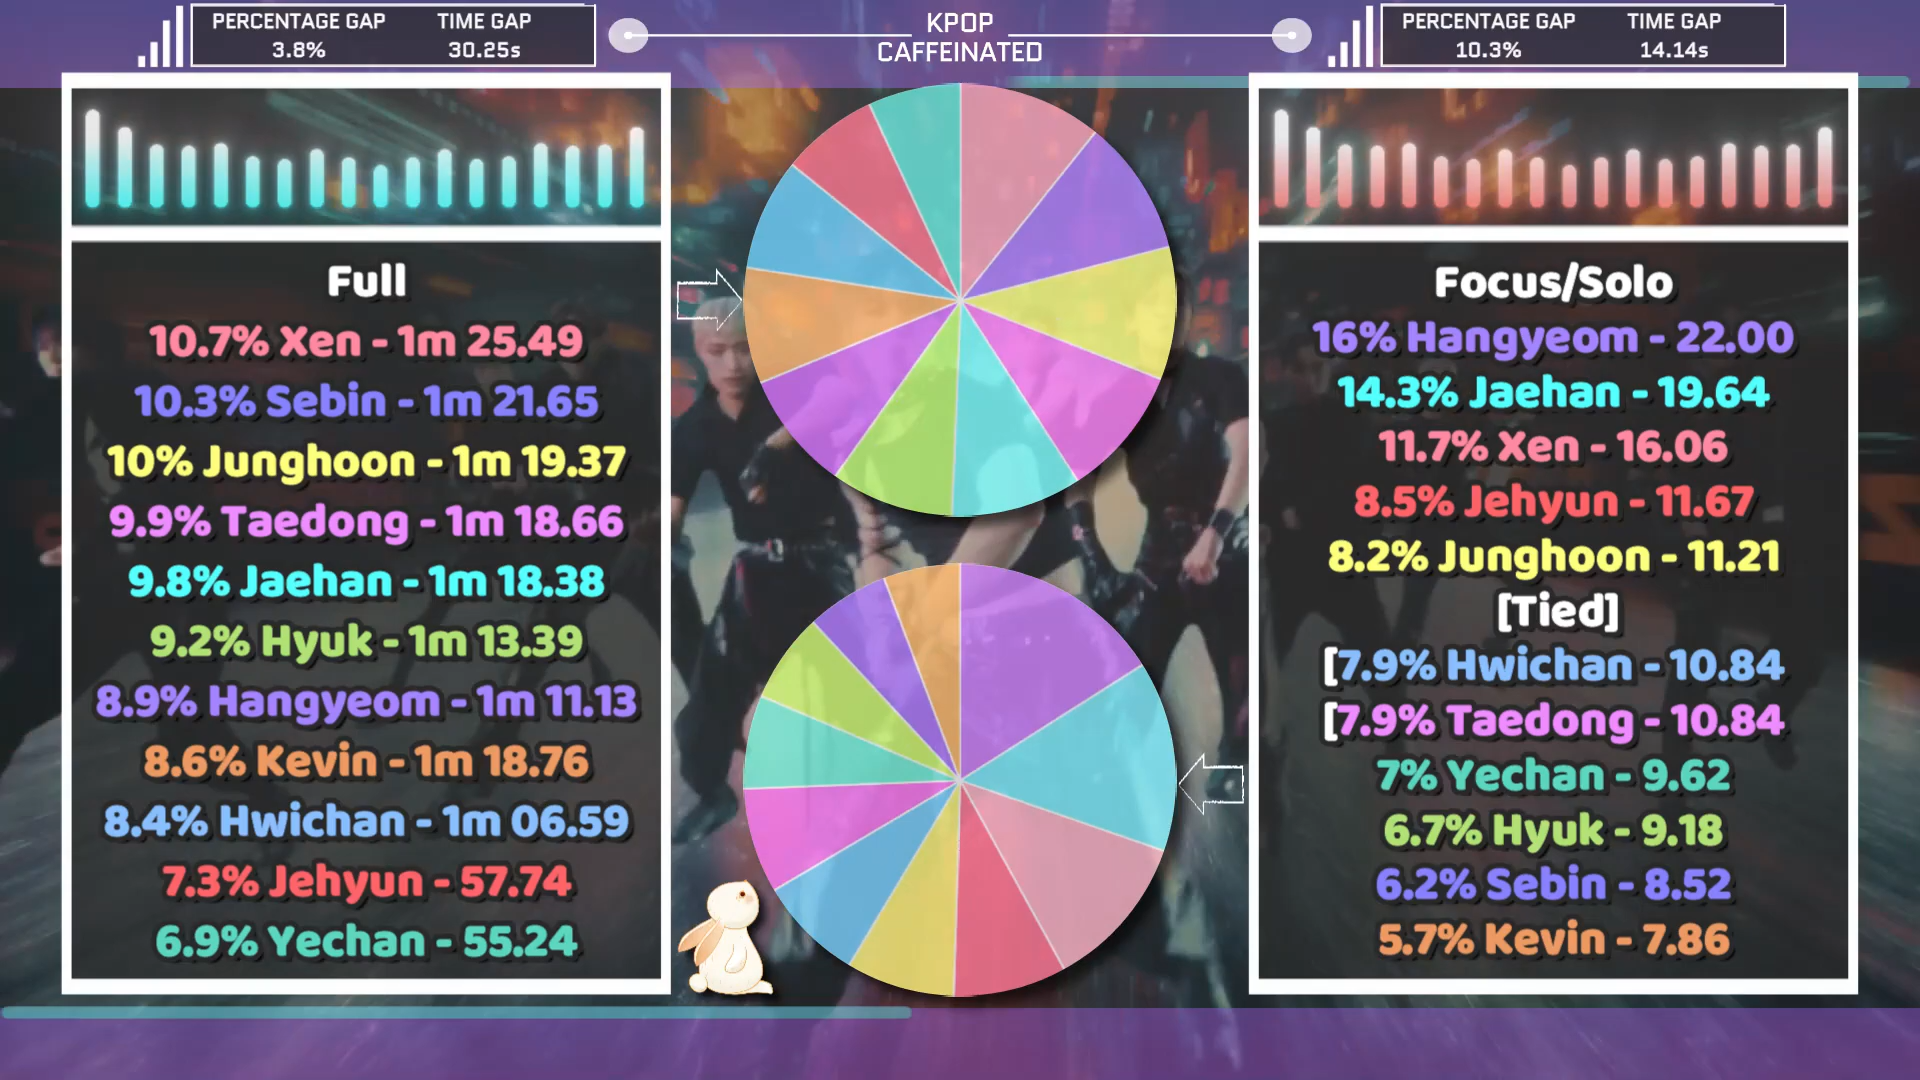 PERCENTAGE GAP TIME GAP
3.8% 30.25s
KPOP
CAFFEINATED
PERCENTAGE GAP TIME GAP
10.3% 14.14s
Full
10.7% Xen - 1m 25.49
10.3% Sebin - 1m 21.65
10% Junghoon - 1m 19.37
9.9% Taedong - 1m 18.66
9.8% Jaehan - 1m 18.38
9.2% Hyuk - 1m 13.39
8.9% Hangyeom - 1m 11.13
8.6% Kevin - 1m 18.76
8.4% Hwichan - 1m 06.59
7.3% Jehyun - 57.74
6.9% Yechan - 55.24
Focus/Solo
16% Hangyeom - 22.00
14.3% Jaehan - 19.64
11.7% Xen - 16.06
8.5% Jehyun - 11.67
8.2% Junghoon - 11.21
[Tied]
[7.9% Hwichan - 10.84
[7.9% Taedong - 10.84
7% Yechan - 9.62
6.7% Hyuk - 9.18
6.2% Sebin - 8.52
5.7% Kevin - 7.86